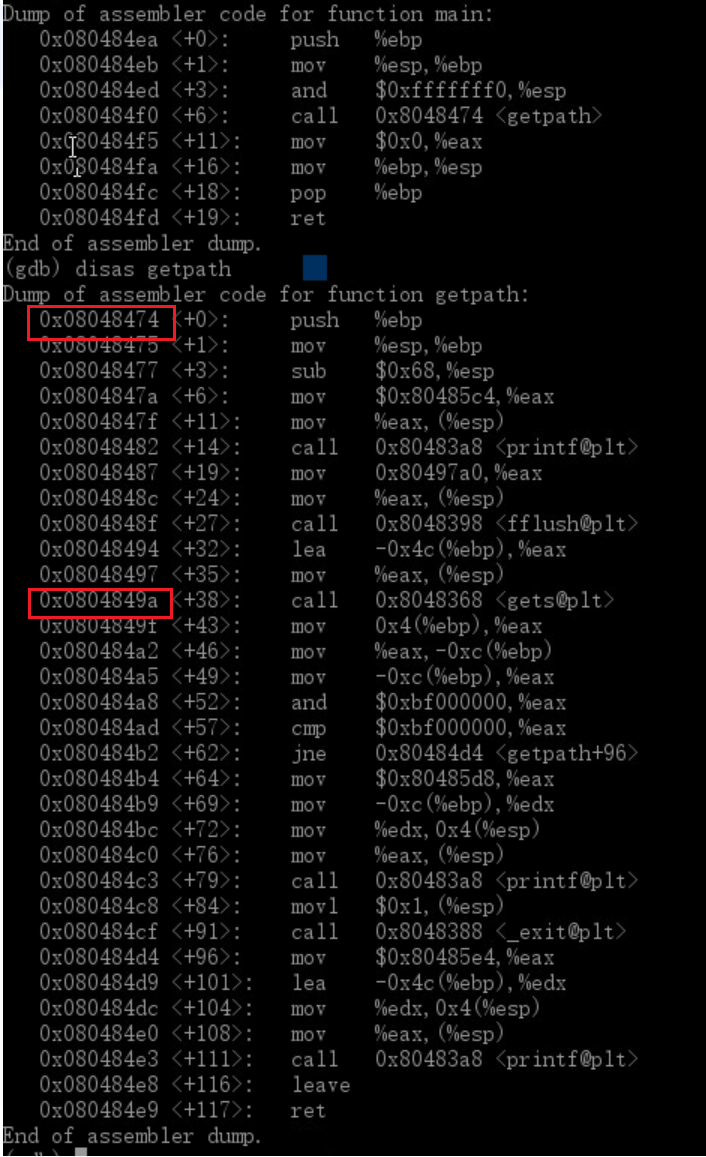 Dump of assembler code for function main:
0x080484ea <+0>: push %ebp
0x080484eb <+1>: mov %esp,%ebp
0x080484ed <+3>: and $0xfffffff0,%esp
0x080484f0 <+6>: call 0x8048474 <getpath>
0x080484f5 <+11>: mov $0x0,%eax
0x080484fa <+16>: mov %ebp,%esp
0x080484fc <+18>: pop %ebp
0x080484fd <+19>: ret
End of assembler dump.
(gdb) disas getpath
Dump of assembler code for function getpath:
0x08048474 <+0>: push %ebp
0x08048475 <+1>: mov %esp,%ebp
0x08048477 <+3>: sub $0x68,%esp
0x0804847a <+6>: mov $0x80485c4,%eax
0x0804847f <+11>: mov %eax,(%esp)
0x08048482 <+14>: call 0x80483a8 <printf@plt>
0x08048487 <+19>: mov 0x80497a0,%eax
0x0804848c <+24>: mov %eax,(%esp)
0x0804848f <+27>: call 0x8048398 <fflush@plt>
0x08048494 <+32>: lea -0x4c(%ebp),%eax
0x08048497 <+35>: mov %eax,(%esp)
0x0804849a <+38>: call 0x8048368 <gets@plt>
0x0804849f <+43>: mov 0x4(%ebp),%eax
0x080484a2 <+46>: mov %eax,-0xc(%ebp)
0x080484a5 <+49>: mov -0xc(%ebp),%eax
0x080484a8 <+52>: and $0xbf000000,%eax
0x080484ad <+57>: cmp $0xbf000000,%eax
0x080484b2 <+62>: jne 0x80484d4 <getpath+96>
0x080484b4 <+64>: mov $0x80485d8,%eax
0x080484b9 <+69>: mov -0xc(%ebp),%edx
0x080484bc <+72>: mov %edx,0x4(%esp)
0x080484c0 <+76>: mov %eax,(%esp)
0x080484c3 <+79>: call 0x80483a8 <printf@plt>
0x080484c8 <+84>: movl $0x1,(%esp)
0x080484cf <+91>: call 0x8048388 <_exit@plt>
0x080484d4 <+96>: mov $0x80485e4,%eax
0x080484d9 <+101>: lea -0x4c(%ebp),%edx
0x080484dc <+104>: mov %edx,0x4(%esp)
0x080484e0 <+108>: mov %eax,(%esp)
0x080484e3 <+111>: call 0x80483a8 <printf@plt>
0x080484e8 <+116>: leave
0x080484e9 <+117>: ret
End of assembler dump.